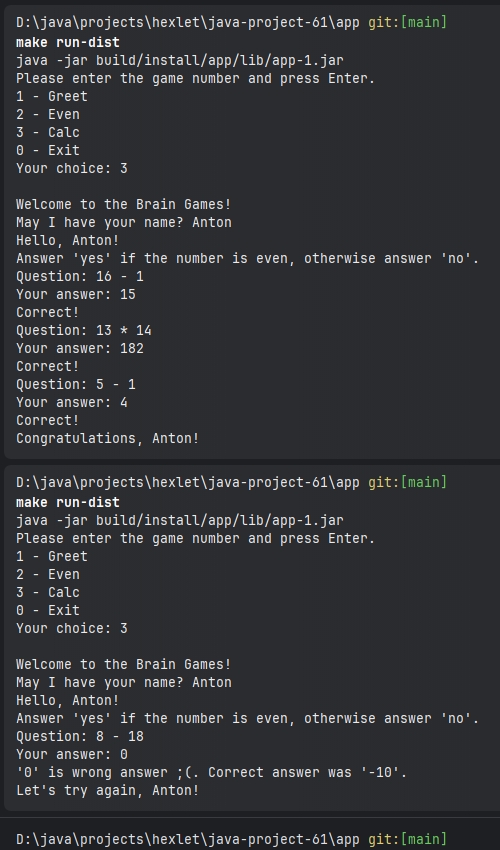 D:\java\projects\hexlet\java-project-61\app git:[main]
make run-dist
java -jar build/install/app/lib/app-1.jar
Please enter the game number and press Enter.
1 - Greet
2 - Even
3 - Calc
0 - Exit
Your choice: 3
Welcome to the Brain Games!
May I have your name? Anton
Hello, Anton!
Answer 'yes' if the number is even, otherwise answer 'no'.
Question: 16 - 1
Your answer: 15
Correct!
Question: 13 * 14
Your answer: 182
Correct!
Question: 5 - 1
Your answer: 4
Correct!
Congratulations, Anton!
D:\java\projects\hexlet\java-project-61\app git:[main]
make run-dist
java -jar build/install/app/lib/app-1.jar
Please enter the game number and press Enter.
1 - Greet
2 - Even
3 - Calc
0 - Exit
Your choice: 3
Welcome to the Brain Games!
May I have your name? Anton
Hello, Anton!
Answer 'yes' if the number is even, otherwise answer 'no'.
Question: 8 - 18
Your answer: 0
'0' is wrong answer ;(. Correct answer was '-10'.
Let's try again, Anton!
D:\java\projects\hexlet\java-project-61\app git:[main]